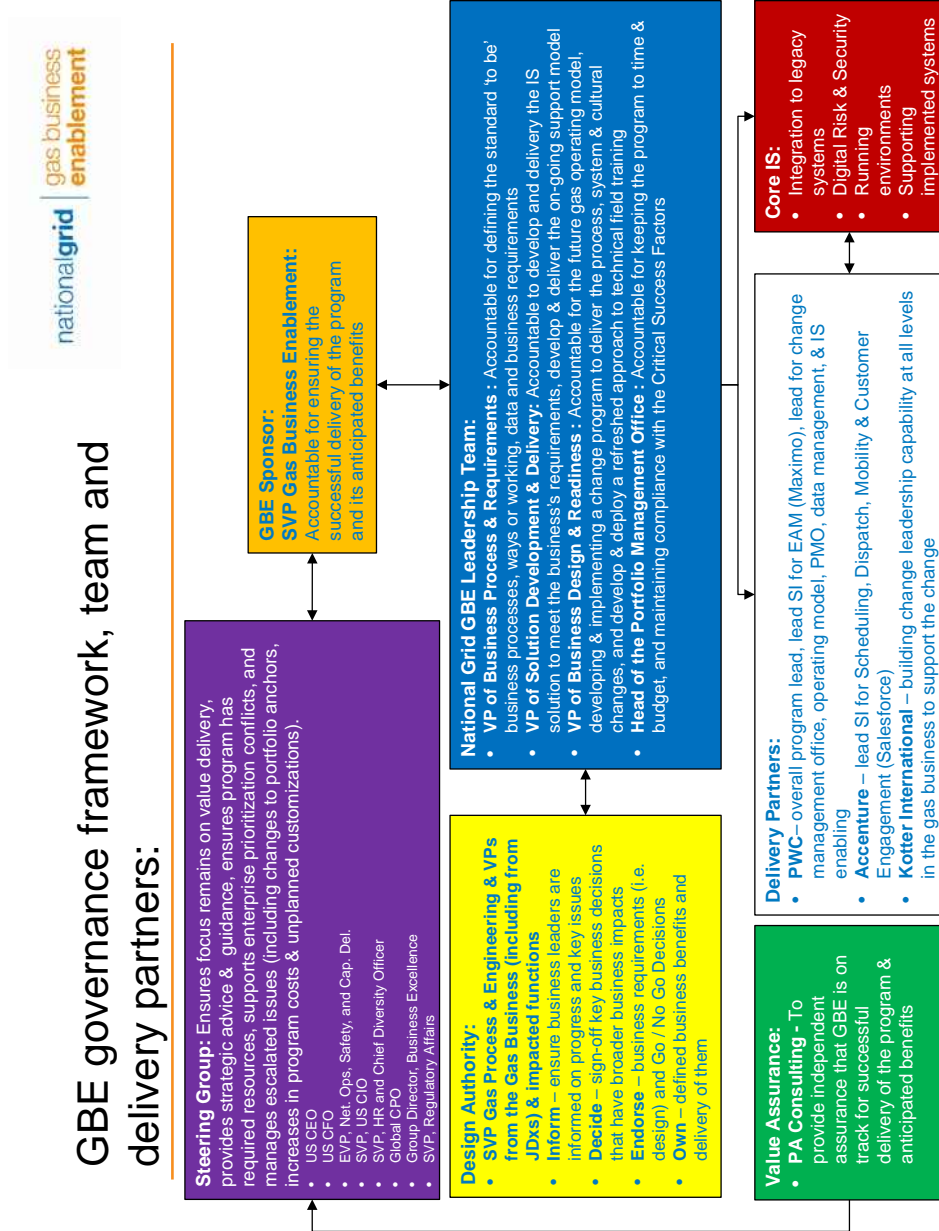 GBE governance framework, team and
delivery partners:
nationalgrid | gas business
enablement
Steering Group: Ensures focus remains on value delivery,
provides strategic advice & guidance, ensures program has
required resources, supports enterprise prioritization conflicts, and
manages escalated issues (including changes to portfolio anchors,
increases in program costs & unplanned customizations).
• US CEO
• US CFO
• EVP, Net. Ops, Safety, and Cap. Del.
• SVP, US CIO
• SVP, HR and Chief Diversity Officer
• Global CPO
• Group Director, Business Excellence
• SVP, Regulatory Affairs
GBE Sponsor:
SVP Gas Business Enablement:
Accountable for ensuring the
successful delivery of the program
and its anticipated benefits
Design Authority:
• SVP Gas Process & Engineering & VPs
from the Gas Business (including from
JDxs) & impacted functions
• Inform – ensure business leaders are
informed on progress and key issues
• Decide – sign-off key business decisions
that have broader business impacts
• Endorse – business requirements (i.e.
design) and Go / No Go Decisions
• Own – defined business benefits and
delivery of them
National Grid GBE Leadership Team:
• VP of Business Process & Requirements : Accountable for defining the standard 'to be'
business processes, ways or working, data and business requirements
• VP of Solution Development & Delivery: Accountable to develop and delivery the IS
solution to meet the business's requirements, develop & deliver the on-going support model
• VP of Business Design & Readiness : Accountable for the future gas operating model,
developing & implementing a change program to deliver the process, system & cultural
changes, and develop & deploy a refreshed approach to technical field training
• Head of the Portfolio Management Office : Accountable for keeping the program to time &
budget, and maintaining compliance with the Critical Success Factors
Value Assurance:
• PA Consulting - To
provide independent
assurance that GBE is on
track for successful
delivery of the program &
anticipated benefits
Delivery Partners:
• PWC– overall program lead, lead SI for EAM (Maximo), lead for change
management office, operating model, PMO, data management, & IS
enabling
• Accenture – lead SI for Scheduling, Dispatch, Mobility & Customer
Engagement (Salesforce)
• Kotter International – building change leadership capability at all levels
in the gas business to support the change
Core IS:
• Integration to legacy
systems
• Digital Risk & Security
• Running
environments
• Supporting
implemented systems